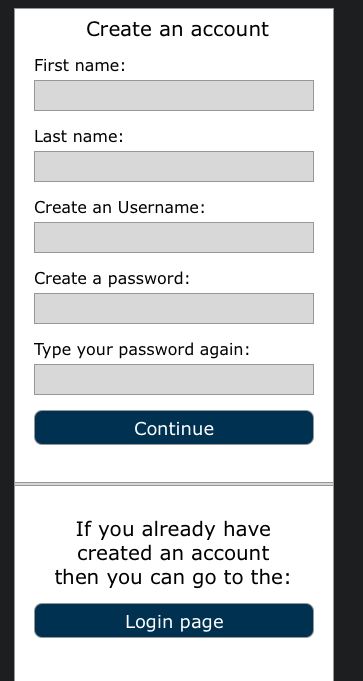 Create an account
First name:
Last name:
Create an Username:
Create a password:
Type your password again:
Continue
If you already have
created an account
then you can go to the:
Login page